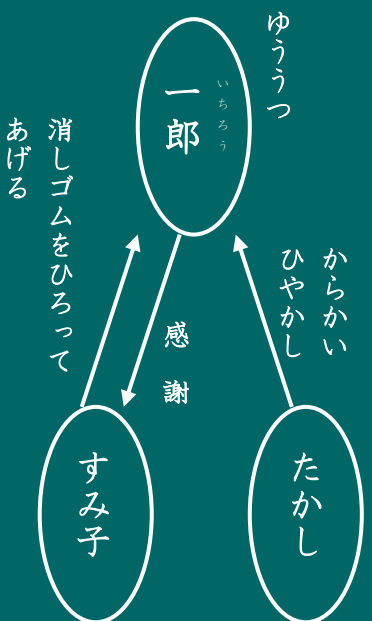 ゆううつ
いちろう
一郎
からかい
ひやかし
感謝
消しゴムをひろって
あげる
たかし
すみ子